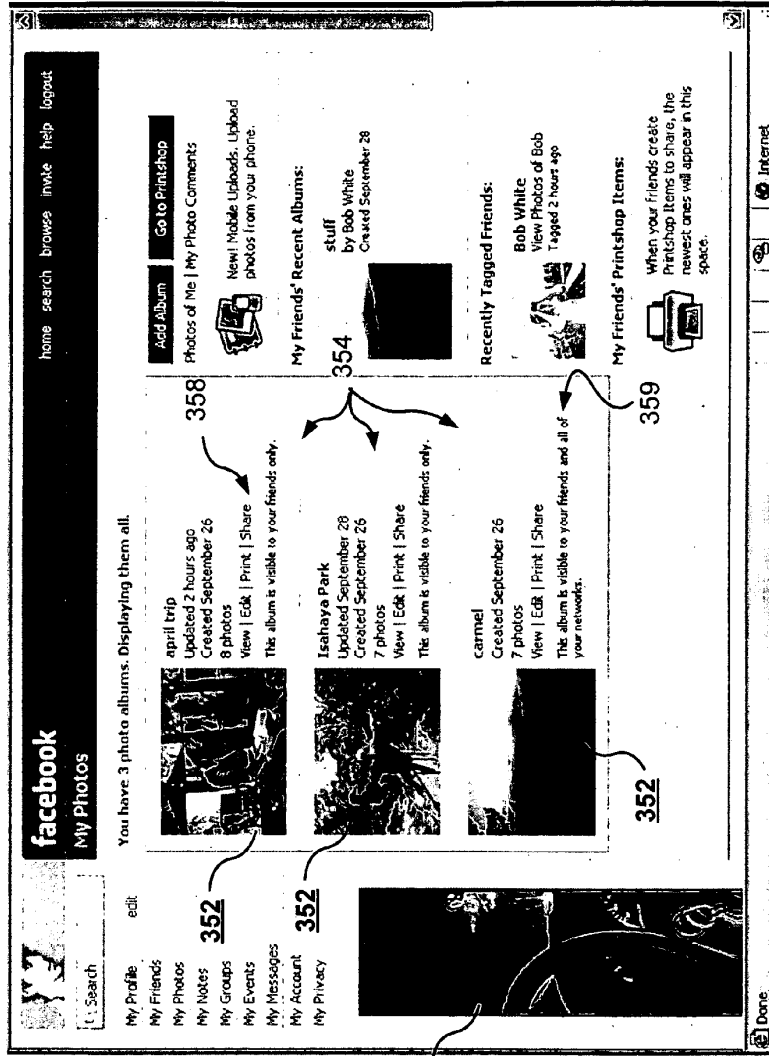 facebook
home search browse invite help logout
My Photos
Search
My Profile edit
My Friends
My Photos
My Notes
My Groups
My Events
My Messages
My Account
My Privacy
You have 3 photo albums. Displaying them all.
april trip
Updated 2 hours ago
Created September 26
8 photos
View | Edit | Print | Share
This album is visible to your friends only.
Isahaya Park
Updated September 28
Created September 26
7 photos
View | Edit | Print | Share
This album is visible to your friends only.
carmel
Created September 26
7 photos
View | Edit | Print | Share
This album is visible to your friends and all of
your networks.
352
352
352
358
354
359
Add Album Go to Printshop
Photos of Me | My Photo Comments
New! Mobile Uploads. Upload
photos from your phone.
My Friends' Recent Albums:
stuff
by Bob White
Created September 28
Recently Tagged Friends:
Bob White
View Photos of Bob
Tagged 2 hours ago
My Friends' Printshop Items:
When your friends create
Printshop Items to share, the
newest ones will appear in this
space.
Done
Internet